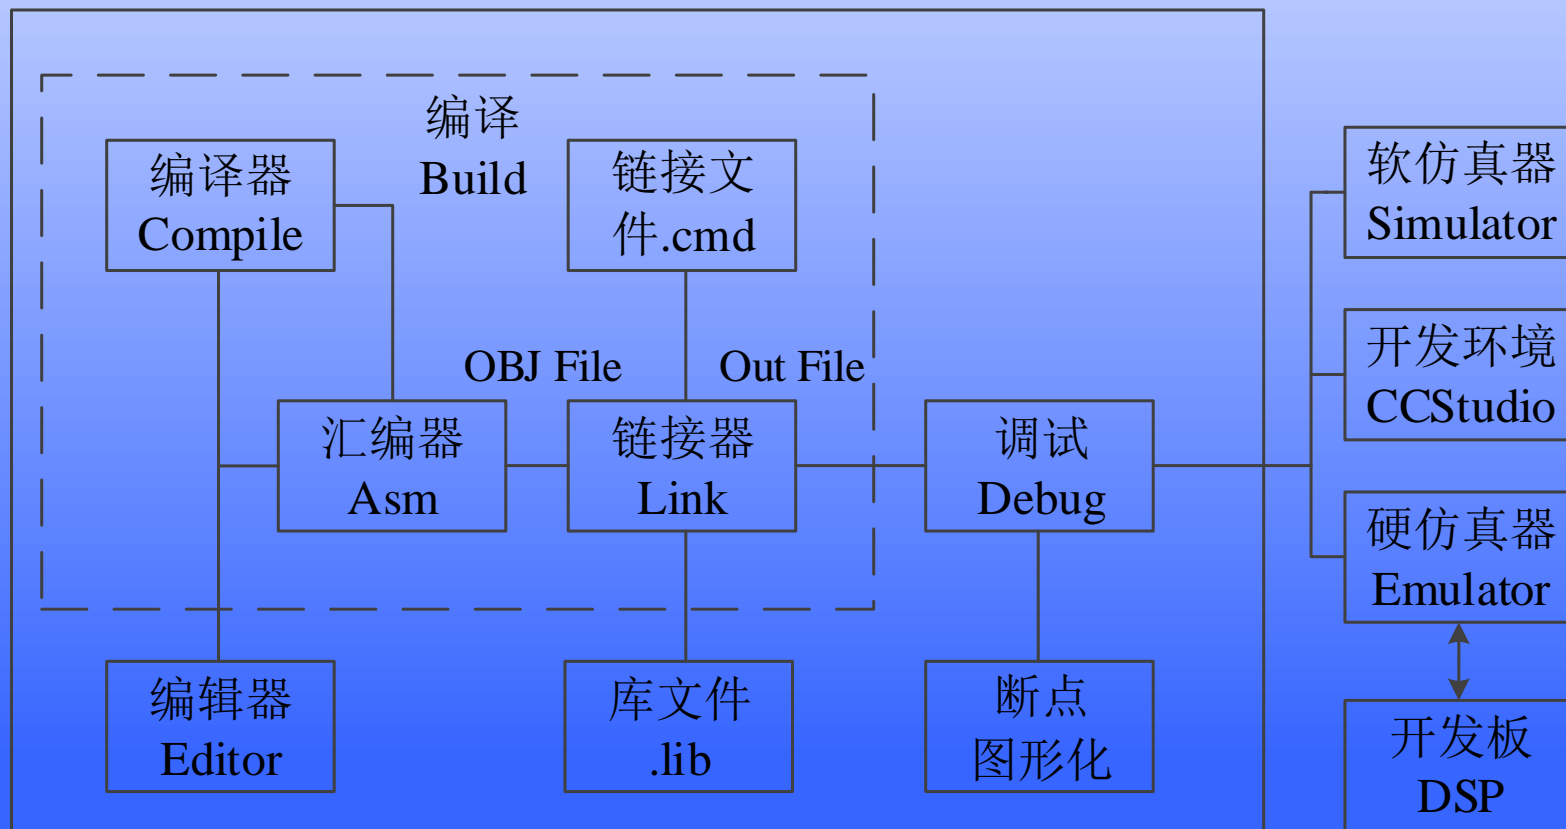 编译
Build
编译器
Compile
链接文
件.cmd
软仿真器
Simulator
OBJ File
Out File
开发环境
CCStudio
汇编器
Asm
链接器
Link
调试
Debug
硬仿真器
Emulator
编辑器
Editor
库文件
.lib
断点
图形化
开发板
DSP